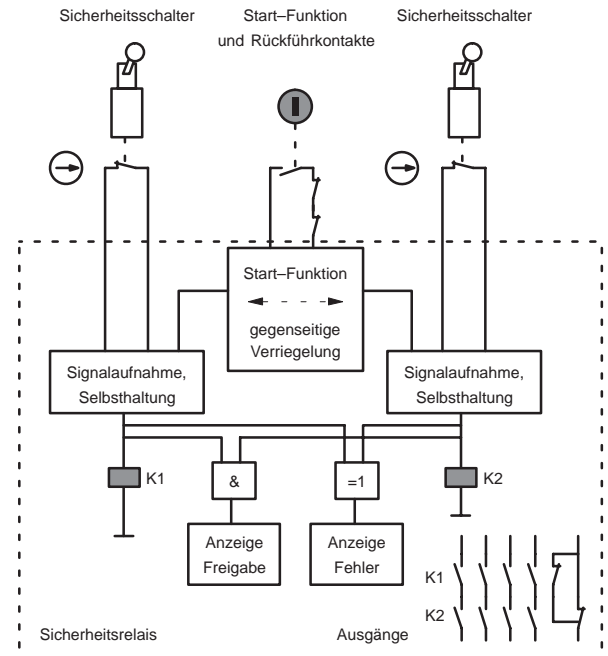 Sicherheitsschalter
Start–Funktion
und Rückführkontakte
Sicherheitsschalter
Start–Funktion
gegenseitige
Verriegelung
Signalaufnahme,
Selbsthaltung
Signalaufnahme,
Selbsthaltung
K1
&
=1
K2
Anzeige
Freigabe
Anzeige
Fehler
K1
K2
Sicherheitsrelais
Ausgänge